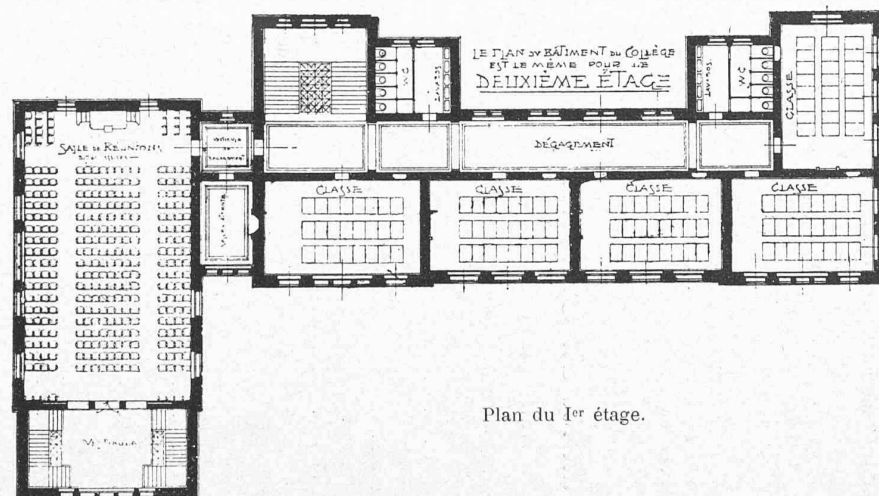 LE PLAN DU BÂTIMENT DU COLLÈGE
EST LE MÊME POUR LE
DEUXIÈME ÉTAGE
W.C.
LAVABOS
LAVABOS
W.C.
CLASSE
SALLE DE RÉUNIONS
DÉGAGEMENT
CLASSE
CLASSE
CLASSE
CLASSE
VESTIBULE
Plan du Ier étage.